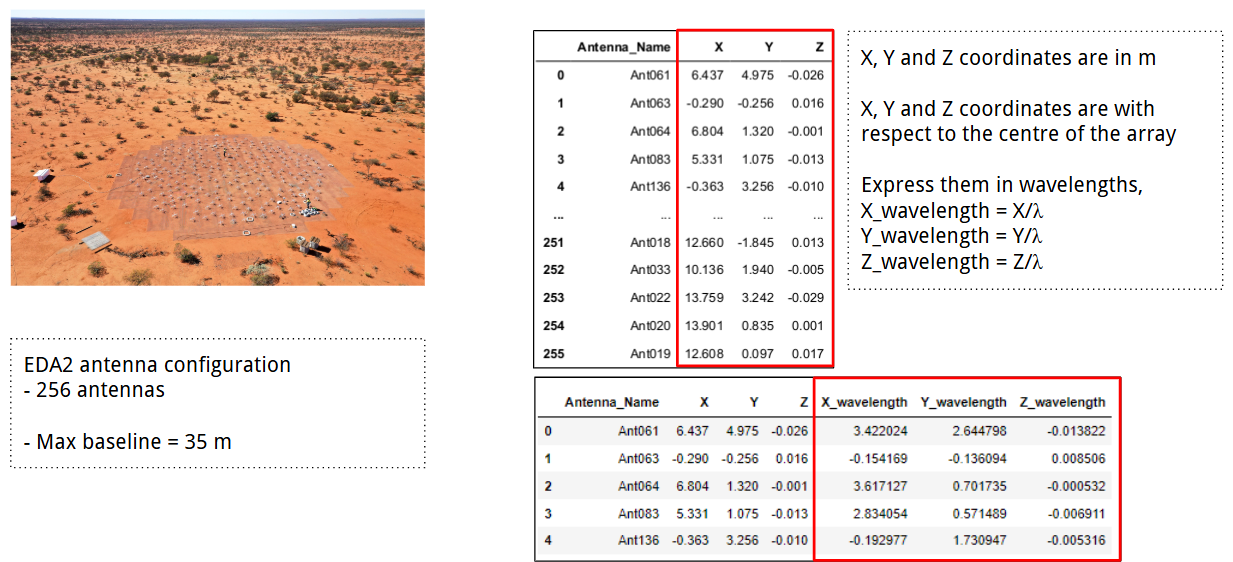 Antenna_Name X Y Z
0 Ant061 6.437 4.975 -0.026
1 Ant063 -0.290 -0.256 0.016
2 Ant064 6.804 1.320 -0.001
3 Ant083 5.331 1.075 -0.013
4 Ant136 -0.363 3.256 -0.010
... ... ... ... ...
251 Ant018 12.660 -1.845 0.013
252 Ant033 10.136 1.940 -0.005
253 Ant022 13.759 3.242 -0.029
254 Ant020 13.901 0.835 0.001
255 Ant019 12.608 0.097 0.017
X, Y and Z coordinates are in m
X, Y and Z coordinates are with
respect to the centre of the array
Express them in wavelengths,
X_wavelength = X/λ
Y_wavelength = Y/λ
Z_wavelength = Z/λ
EDA2 antenna configuration
- 256 antennas
- Max baseline = 35 m
Antenna_Name X Y Z X_wavelength Y_wavelength Z_wavelength
0 Ant061 6.437 4.975 -0.026 3.422024 2.644798 -0.013822
1 Ant063 -0.290 -0.256 0.016 -0.154169 -0.136094 0.008506
2 Ant064 6.804 1.320 -0.001 3.617127 0.701735 -0.000532
3 Ant083 5.331 1.075 -0.013 2.834054 0.571489 -0.006911
4 Ant136 -0.363 3.256 -0.010 -0.192977 1.730947 -0.005316